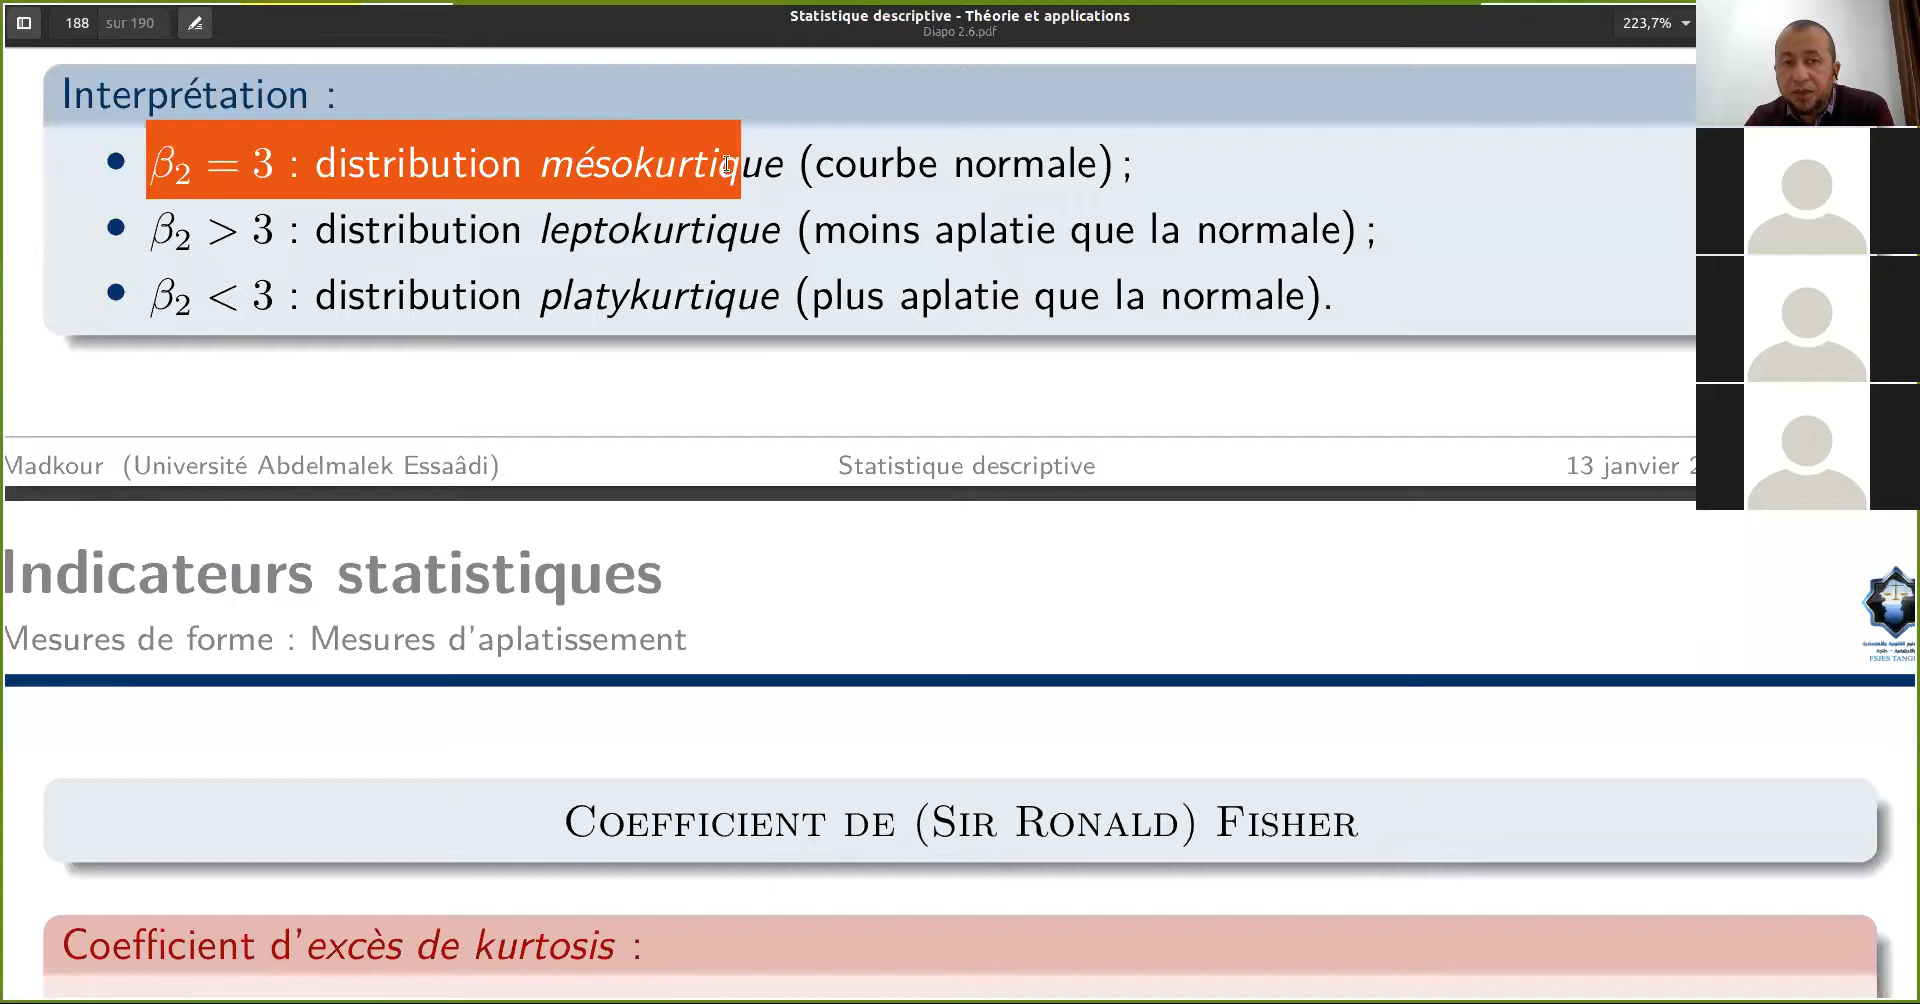 188 sur 190
Statistique descriptive - Théorie et applications
Diapo 2.6.pdf
223,7%
Interprétation :
β₂ = 3 : distribution mésokurtique (courbe normale) ;
β₂ > 3 : distribution leptokurtique (moins aplatie que la normale) ;
β₂ < 3 : distribution platykurtique (plus aplatie que la normale).
Madkour (Université Abdelmalek Essaâdi) Statistique descriptive 13 janvier
Indicateurs statistiques
Mesures de forme : Mesures d'aplatissement
FSJES TANG
COEFFICIENT DE (SIR RONALD) FISHER
Coefficient d'excès de kurtosis :